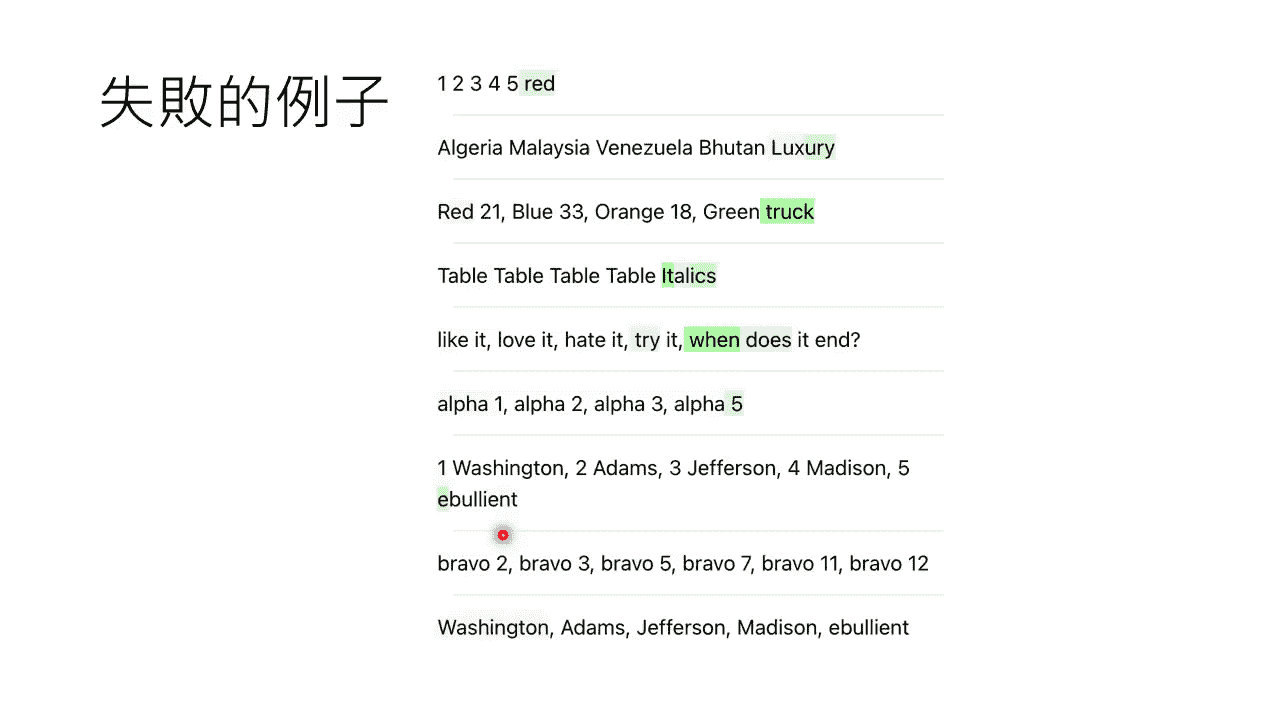 失敗的例子
1 2 3 4 5 red
Algeria Malaysia Venezuela Bhutan Luxury
Red 21, Blue 33, Orange 18, Green truck
Table Table Table Table Italics
like it, love it, hate it, try it, when does it end?
alpha 1, alpha 2, alpha 3, alpha 5
1 Washington, 2 Adams, 3 Jefferson, 4 Madison, 5
ebullient
bravo 2, bravo 3, bravo 5, bravo 7, bravo 11, bravo 12
Washington, Adams, Jefferson, Madison, ebullient